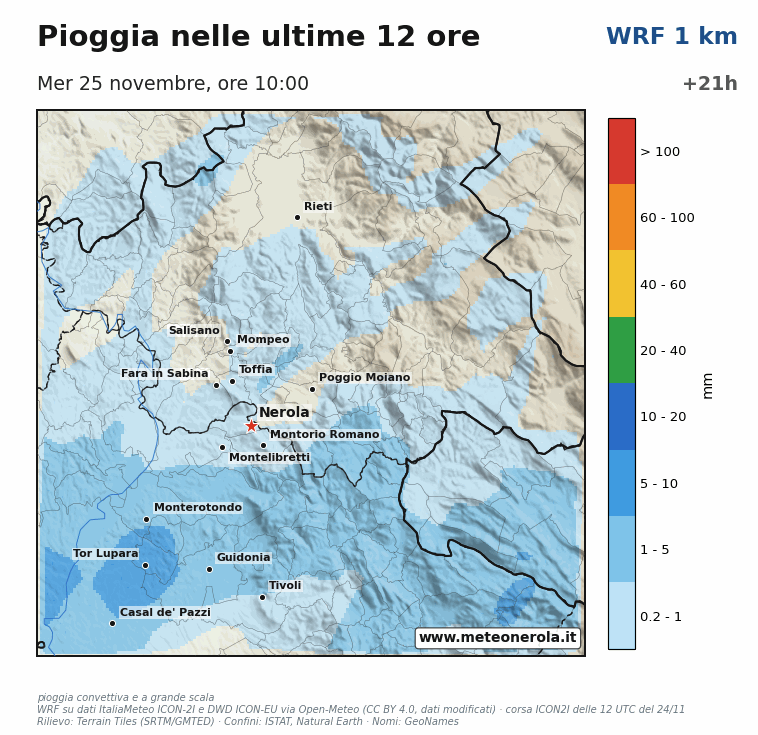 Pioggia nelle ultime 12 ore
WRF 1 km
Mer 25 novembre, ore 10:00
+21h
Rieti
Salisano
Mompeo
Fara in Sabina
Toffia
Poggio Moiano
Nerola
Montorio Romano
Montelibretti
Monterotondo
Tor Lupara
Guidonia
Tivoli
Casal de' Pazzi
www.meteonerola.it
> 100
60 - 100
40 - 60
20 - 40
10 - 20
5 - 10
1 - 5
0.2 - 1
mm
pioggia convettiva e a grande scala
WRF su dati ItaliaMeteo ICON-2I e DWD ICON-EU via Open-Meteo (CC BY 4.0, dati modificati) · corsa ICON2I delle 12 UTC del 24/11
Rilievo: Terrain Tiles (SRTM/GMTED) · Confini: ISTAT, Natural Earth · Nomi: GeoNames